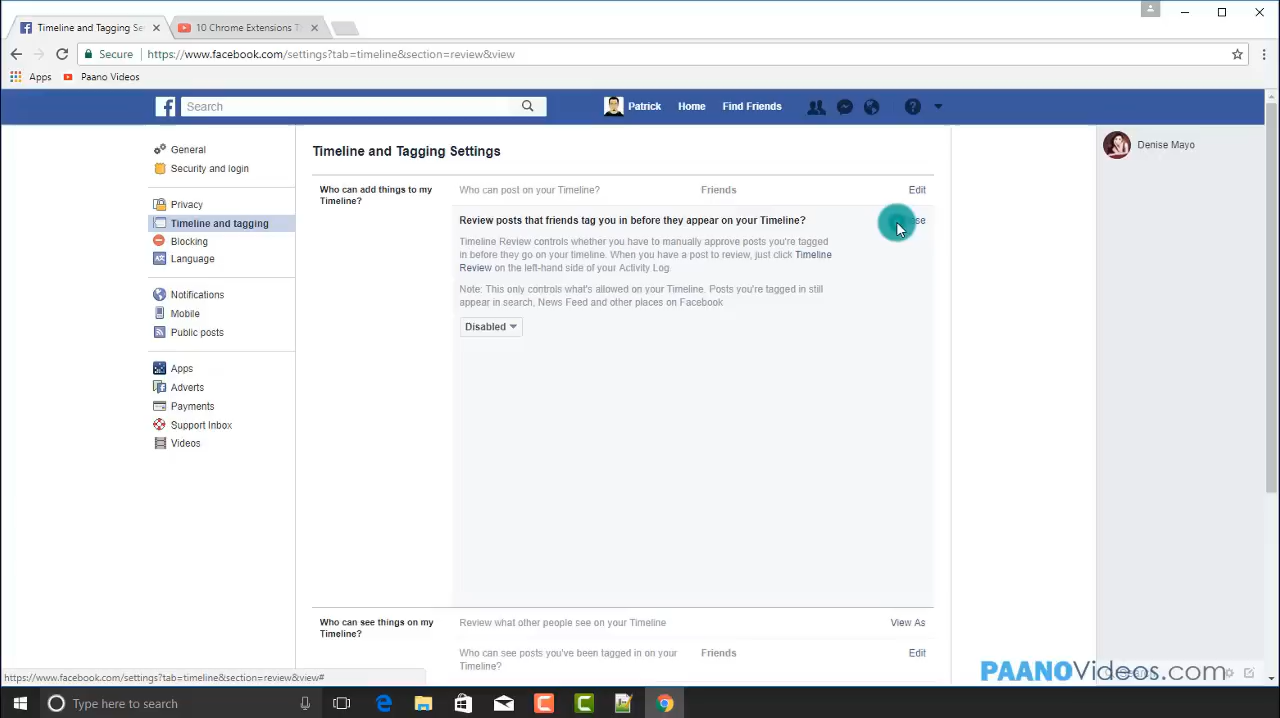 Timeline and Tagging Se
10 Chrome Extensions T
Secure
https://www.facebook.com/settings?tab=timeline&section=review&view
Apps
Paano Videos
Search
Patrick
Home
Find Friends
General
Security and login
Privacy
Timeline and tagging
Blocking
Language
Notifications
Mobile
Public posts
Apps
Adverts
Payments
Support Inbox
Videos
Timeline and Tagging Settings
Who can add things to my
Timeline?
Who can post on your Timeline?
Friends
Edit
Review posts that friends tag you in before they appear on your Timeline?
Timeline Review controls whether you have to manually approve posts you're tagged
in before they go on your timeline. When you have a post to review, just click Timeline
Review on the left-hand side of your Activity Log.
Note: This only controls what's allowed on your Timeline. Posts you're tagged in still
appear in search, News Feed and other places on Facebook
Disabled
Who can see things on my
Timeline?
Review what other people see on your Timeline
View As
Who can see posts you've been tagged in on your
Timeline?
Friends
Edit
Denise Mayo
https://www.facebook.com/settings?tab=timeline&section=review&view#
PAANOVideos.com
Type here to search